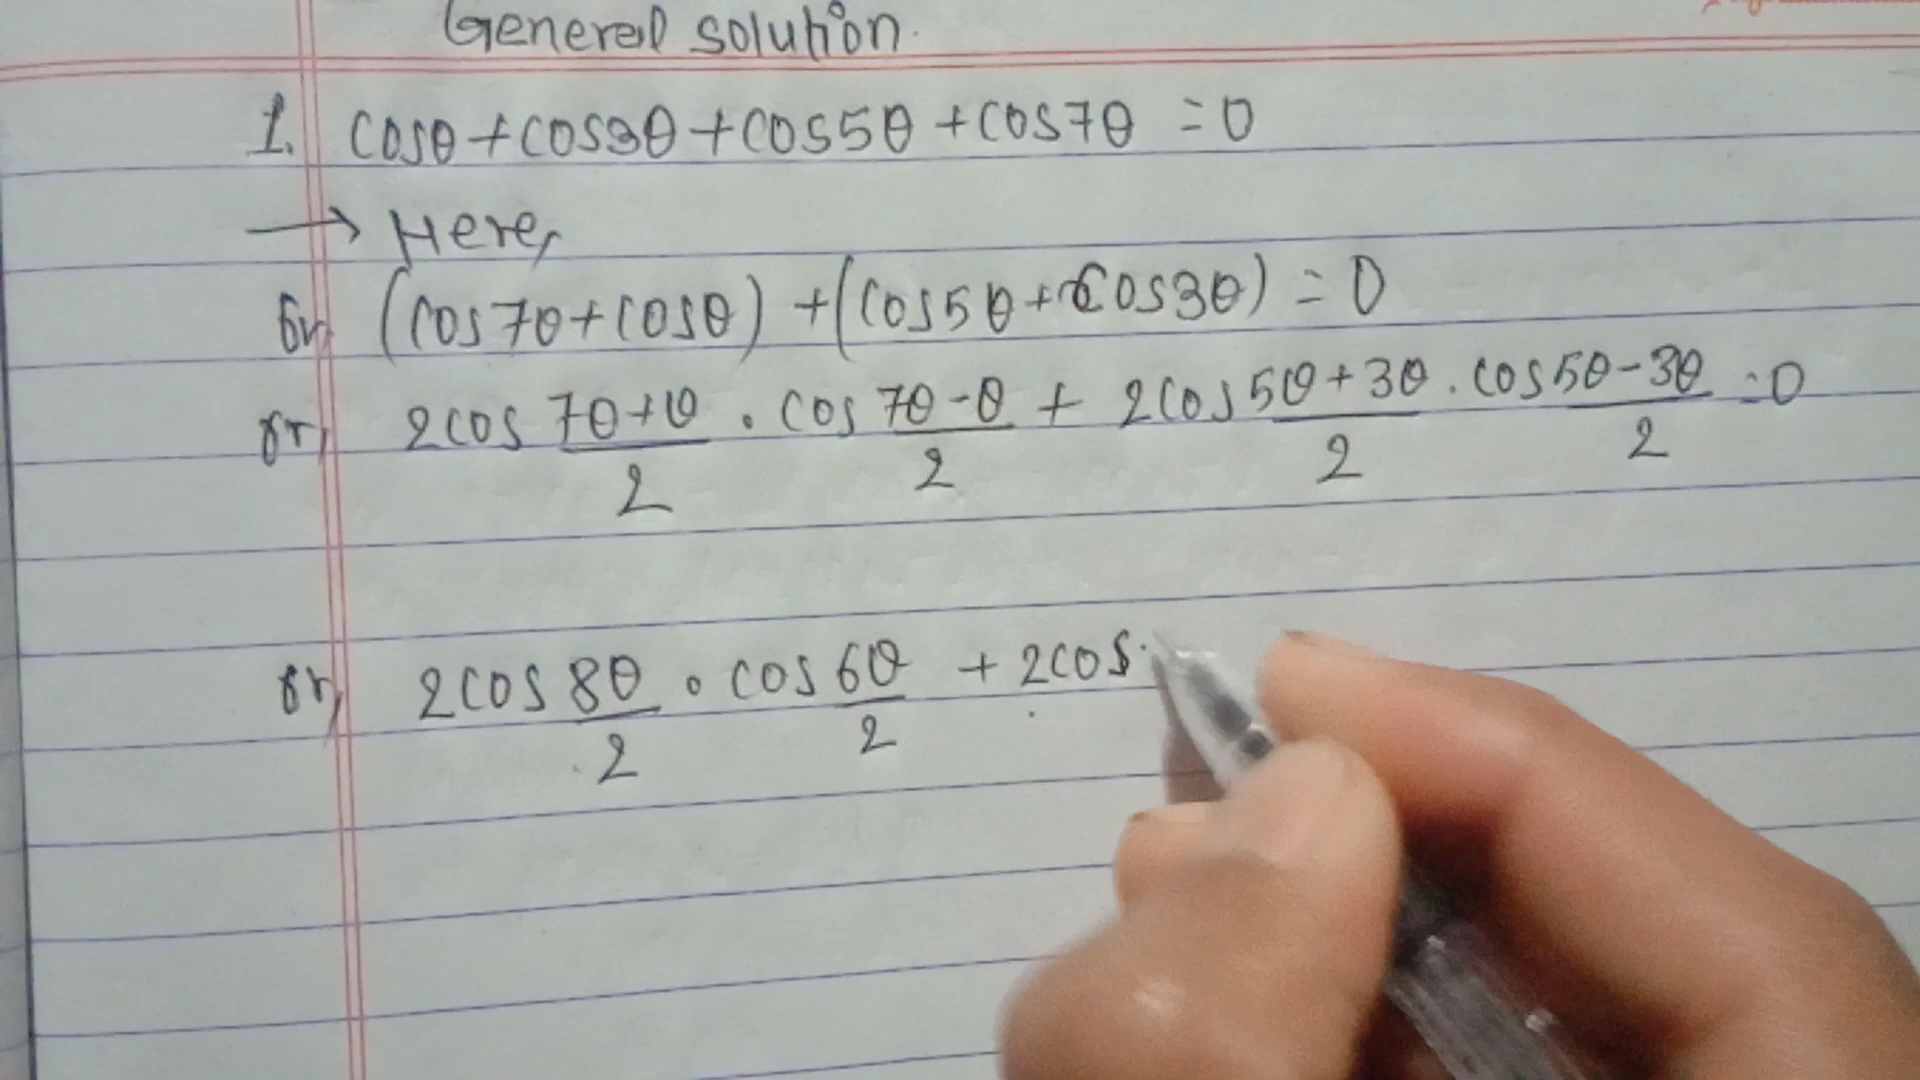 General solution.
1. cosθ + cos3θ + cos5θ + cos7θ = 0
→ Here,
or, (cos7θ + cosθ) + (cos5θ + cos3θ) = 0
or, 2cos (7θ+θ)/2 . cos (7θ-θ)/2 + 2cos (5θ+3θ)/2 . cos (5θ-3θ)/2 = 0
or, 2cos 8θ/2 . cos 6θ/2 + 2cos